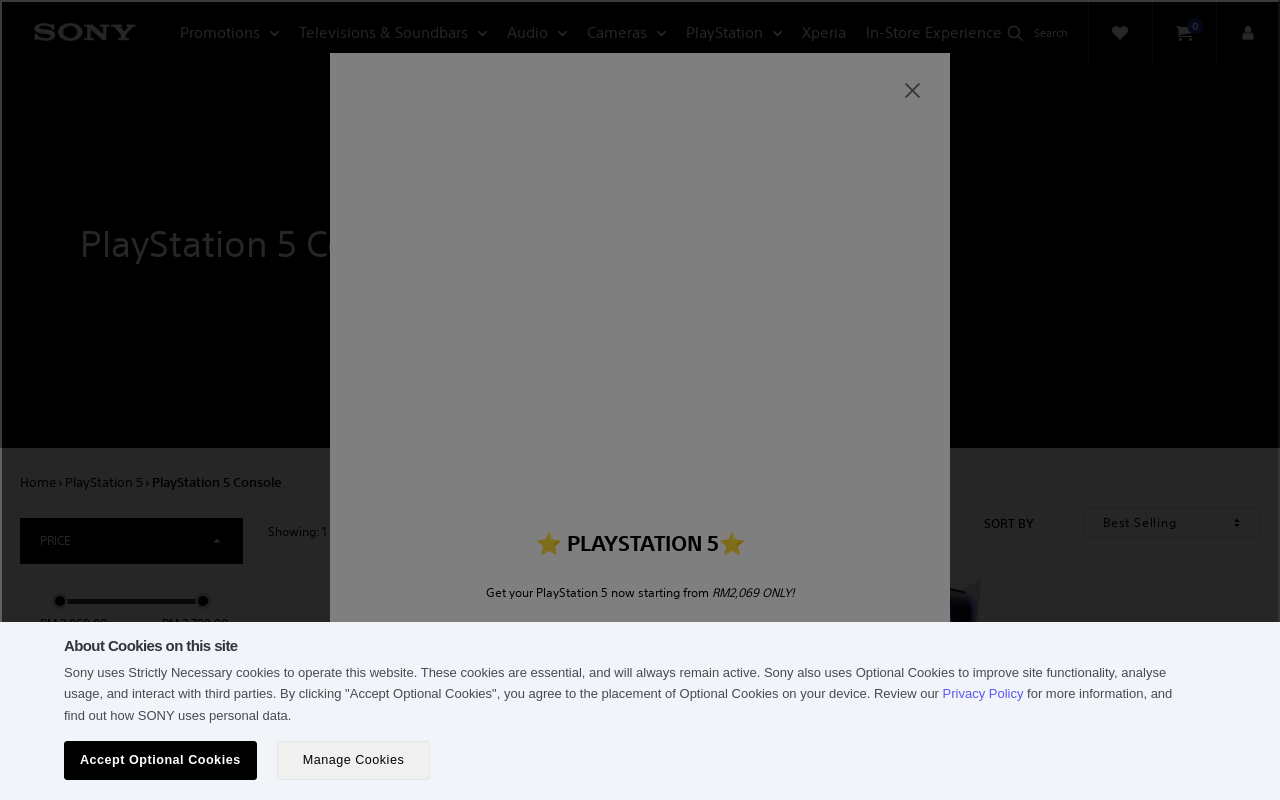 SONY
Promotions
Televisions & Soundbars
Audio
Cameras
PlayStation
Xperia
In-Store Experience
Search
0
PlayStation 5 C
Home › PlayStation 5 › PlayStation 5 Console
PRICE
Showing: 1
SORT BY
Best Selling
⭐ PLAYSTATION 5⭐
Get your PlayStation 5 now starting from RM2,069 ONLY!
About Cookies on this site
Sony uses Strictly Necessary cookies to operate this website. These cookies are essential, and will always remain active. Sony also uses Optional Cookies to improve site functionality, analyse
usage, and interact with third parties. By clicking "Accept Optional Cookies", you agree to the placement of Optional Cookies on your device. Review our Privacy Policy for more information, and
find out how SONY uses personal data.
Accept Optional Cookies
Manage Cookies